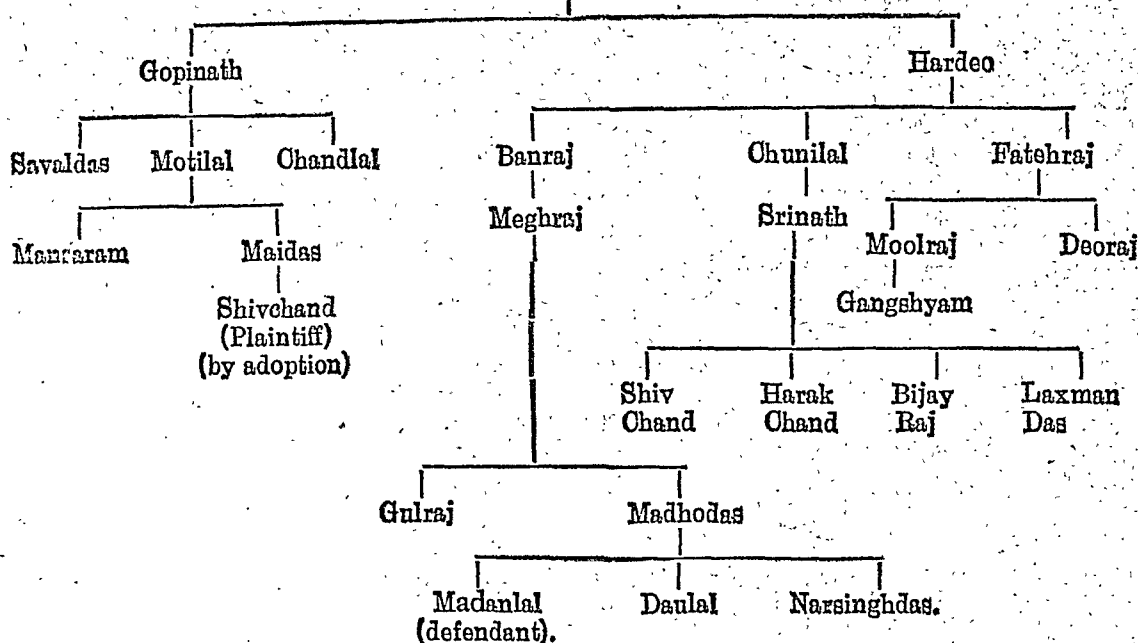 Gopinath Hardeo
Savaldas Motilal Chandlal Banraj Chunilal Fatehraj
Mansaram Maidas Meghraj Srinath Moolraj Deoraj
Shivchand
(Plaintiff)
(by adoption)
Gangshyam
Shiv Harak Bijay Laxman
Chand Chand Raj Das
Gulraj Madhodas
Madanlal Daulal Narsinghdas.
(defendant).